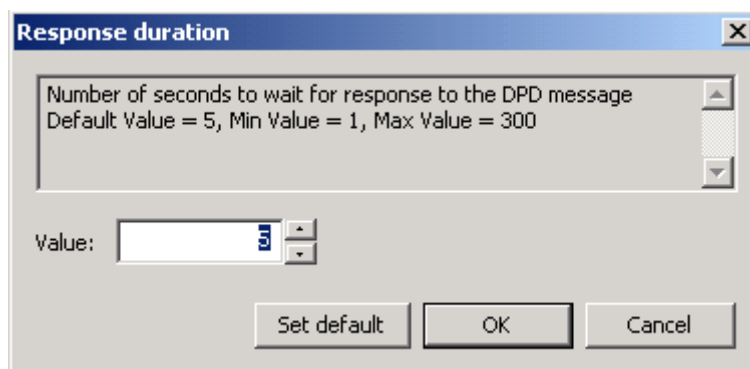 Response duration
Number of seconds to wait for response to the DPD message
Default Value = 5, Min Value = 1, Max Value = 300
Value: 5
Set default OK Cancel